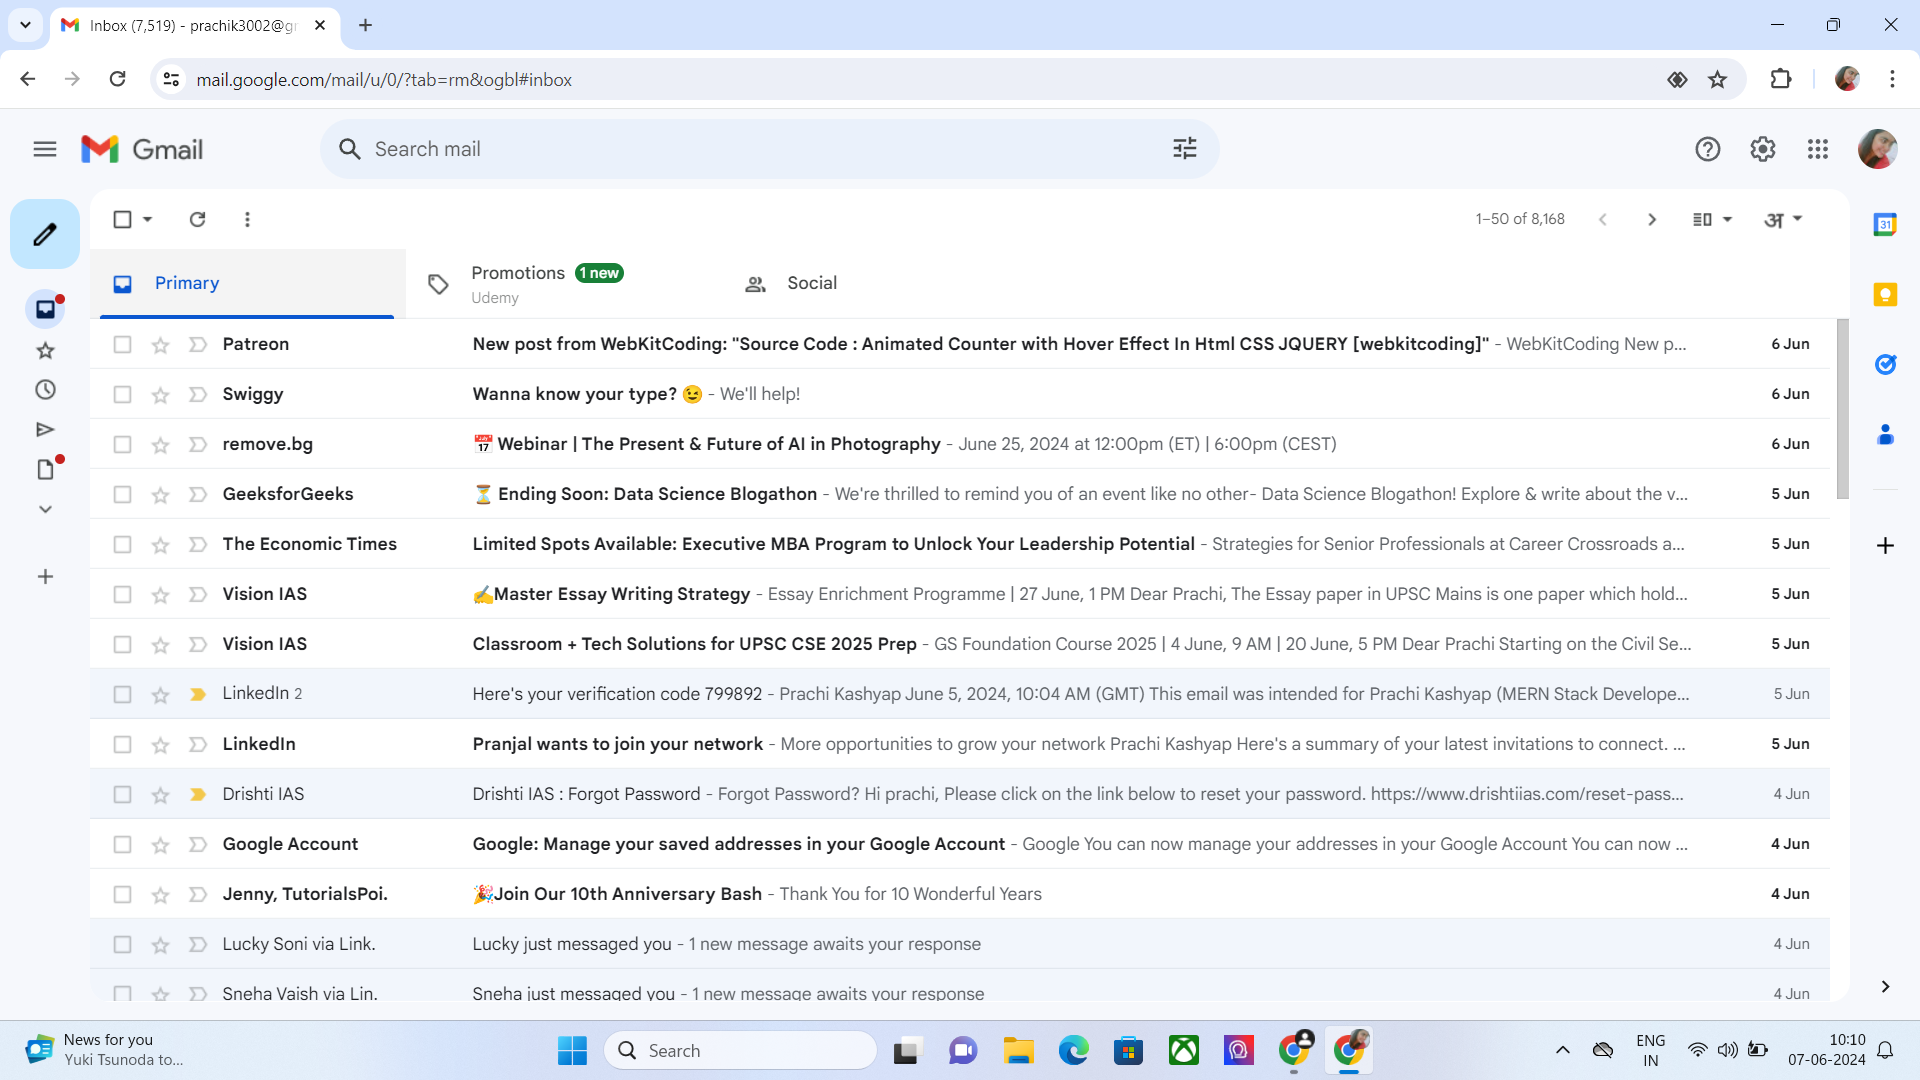 Inbox (7,519) - prachik3002@gr
mail.google.com/mail/u/0/?tab=rm&ogbl#inbox
Gmail
Search mail
1–50 of 8,168
अ
31
Primary
Promotions 1 new
Udemy
Social
Patreon New post from WebKitCoding: "Source Code : Animated Counter with Hover Effect In Html CSS JQUERY [webkitcoding]" - WebKitCoding New p... 6 Jun
Swiggy Wanna know your type? 😉 - We'll help! 6 Jun
remove.bg 📅 Webinar | The Present & Future of AI in Photography - June 25, 2024 at 12:00pm (ET) | 6:00pm (CEST) 6 Jun
GeeksforGeeks ⏳ Ending Soon: Data Science Blogathon - We're thrilled to remind you of an event like no other- Data Science Blogathon! Explore & write about the v... 5 Jun
The Economic Times Limited Spots Available: Executive MBA Program to Unlock Your Leadership Potential - Strategies for Senior Professionals at Career Crossroads a... 5 Jun
Vision IAS ✍Master Essay Writing Strategy - Essay Enrichment Programme | 27 June, 1 PM Dear Prachi, The Essay paper in UPSC Mains is one paper which hold... 5 Jun
Vision IAS Classroom + Tech Solutions for UPSC CSE 2025 Prep - GS Foundation Course 2025 | 4 June, 9 AM | 20 June, 5 PM Dear Prachi Starting on the Civil Se... 5 Jun
LinkedIn 2 Here's your verification code 799892 - Prachi Kashyap June 5, 2024, 10:04 AM (GMT) This email was intended for Prachi Kashyap (MERN Stack Develope... 5 Jun
LinkedIn Pranjal wants to join your network - More opportunities to grow your network Prachi Kashyap Here's a summary of your latest invitations to connect. ... 5 Jun
Drishti IAS Drishti IAS : Forgot Password - Forgot Password? Hi prachi, Please click on the link below to reset your password. https://www.drishtiias.com/reset-pass... 4 Jun
Google Account Google: Manage your saved addresses in your Google Account - Google You can now manage your addresses in your Google Account You can now ... 4 Jun
Jenny, TutorialsPoi. 🎉Join Our 10th Anniversary Bash - Thank You for 10 Wonderful Years 4 Jun
Lucky Soni via Link. Lucky just messaged you - 1 new message awaits your response 4 Jun
Sneha Vaish via Lin. Sneha just messaged you - 1 new message awaits your response 4 Jun
News for you
Yuki Tsunoda to...
Search
ENG
IN
10:10
07-06-2024